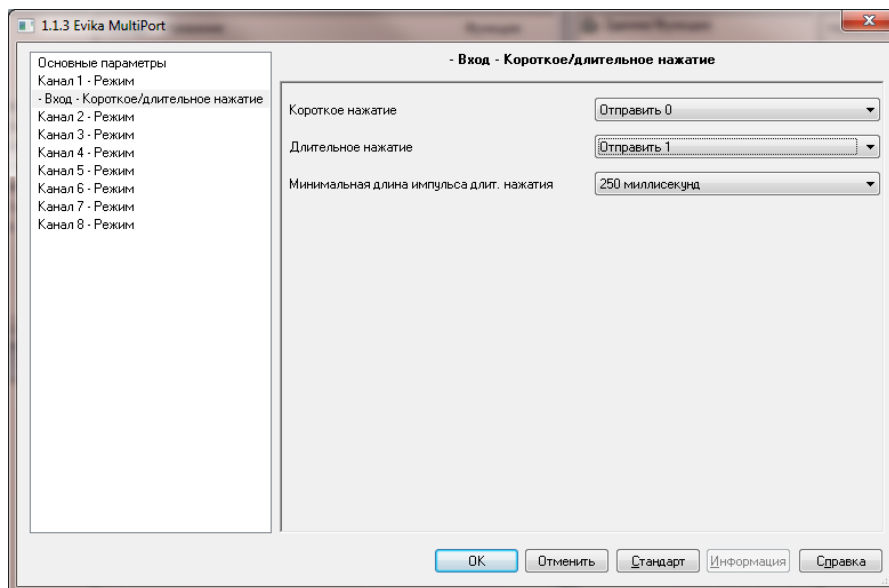 1.1.3 Evika MultiPort
Основные параметры
Канал 1 - Режим
- Вход - Короткое/длительное нажатие
Канал 2 - Режим
Канал 3 - Режим
Канал 4 - Режим
Канал 5 - Режим
Канал 6 - Режим
Канал 7 - Режим
Канал 8 - Режим
- Вход - Короткое/длительное нажатие
Короткое нажатие
Отправить 0
Длительное нажатие
Отправить 1
Минимальная длина импульса длит. нажатия
250 миллисекунд
OK
Отменить
Стандарт
Информация
Справка